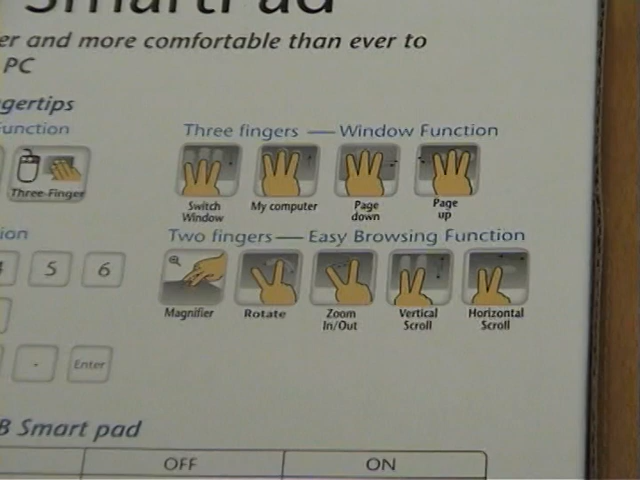 SmartPad
er and more comfortable than ever to
PC
gertips
unction
Three fingers — Window Function
Three-Finger
Switch Window
My computer
Page down
Page up
ion
Two fingers — Easy Browsing Function
5 6
Magnifier
Rotate
Zoom In/Out
Vertical Scroll
Horizontal Scroll
. Enter
B Smart pad
OFF ON